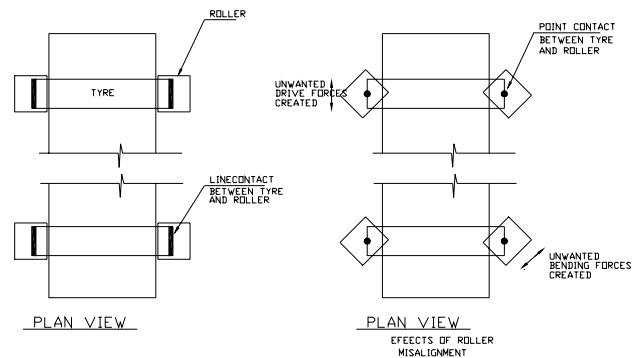 ROLLER
TYRE
LINECONTACT
BETWEEN TYRE
AND ROLLER
PLAN VIEW
POINT CONTACT
BETWEEN TYRE
AND ROLLER
UNWANTED
DRIVE FORCES
CREATED
UNWANTED
BENDING FORCES
CREATED
PLAN VIEW
EFEECTS OF ROLLER
MISALIGNMENT